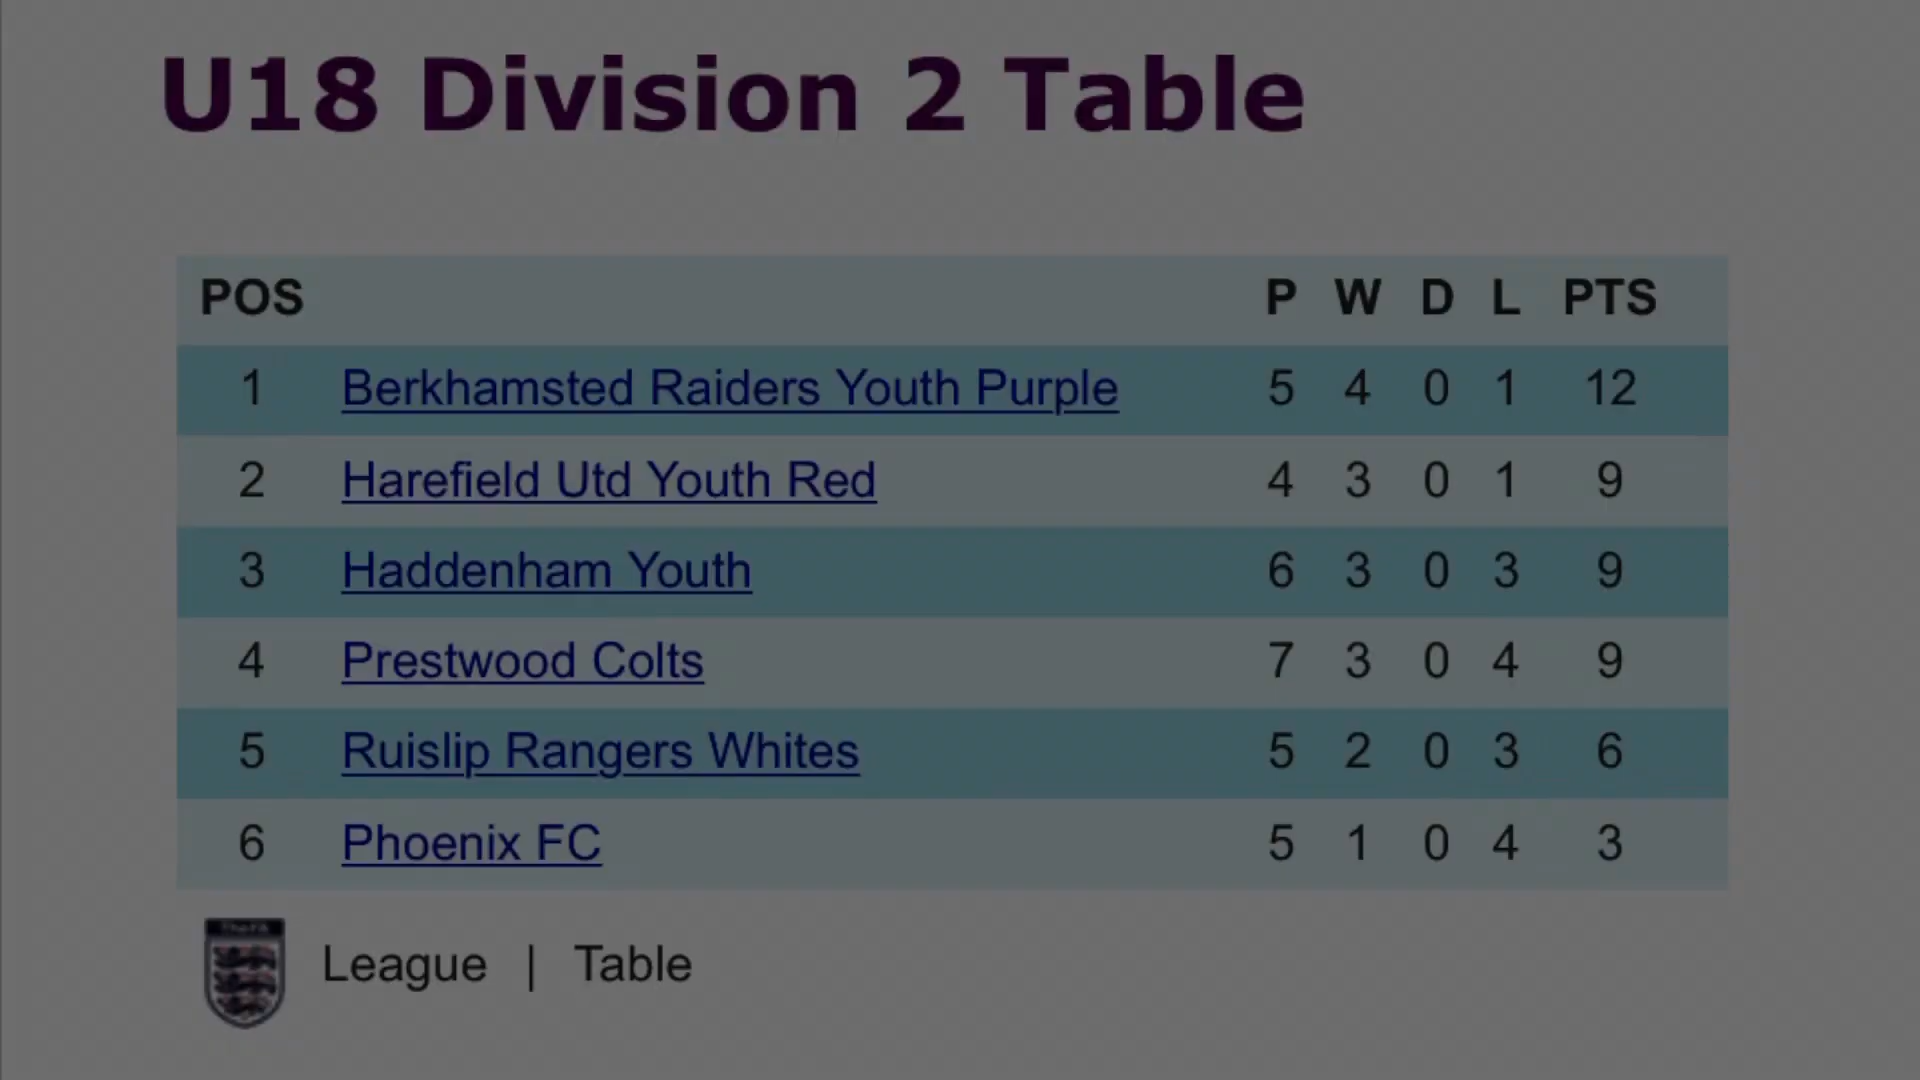 U18 Division 2 Table
POS P W D L PTS
1 Berkhamsted Raiders Youth Purple 5 4 0 1 12
2 Harefield Utd Youth Red 4 3 0 1 9
3 Haddenham Youth 6 3 0 3 9
4 Prestwood Colts 7 3 0 4 9
5 Ruislip Rangers Whites 5 2 0 3 6
6 Phoenix FC 5 1 0 4 3
League | Table